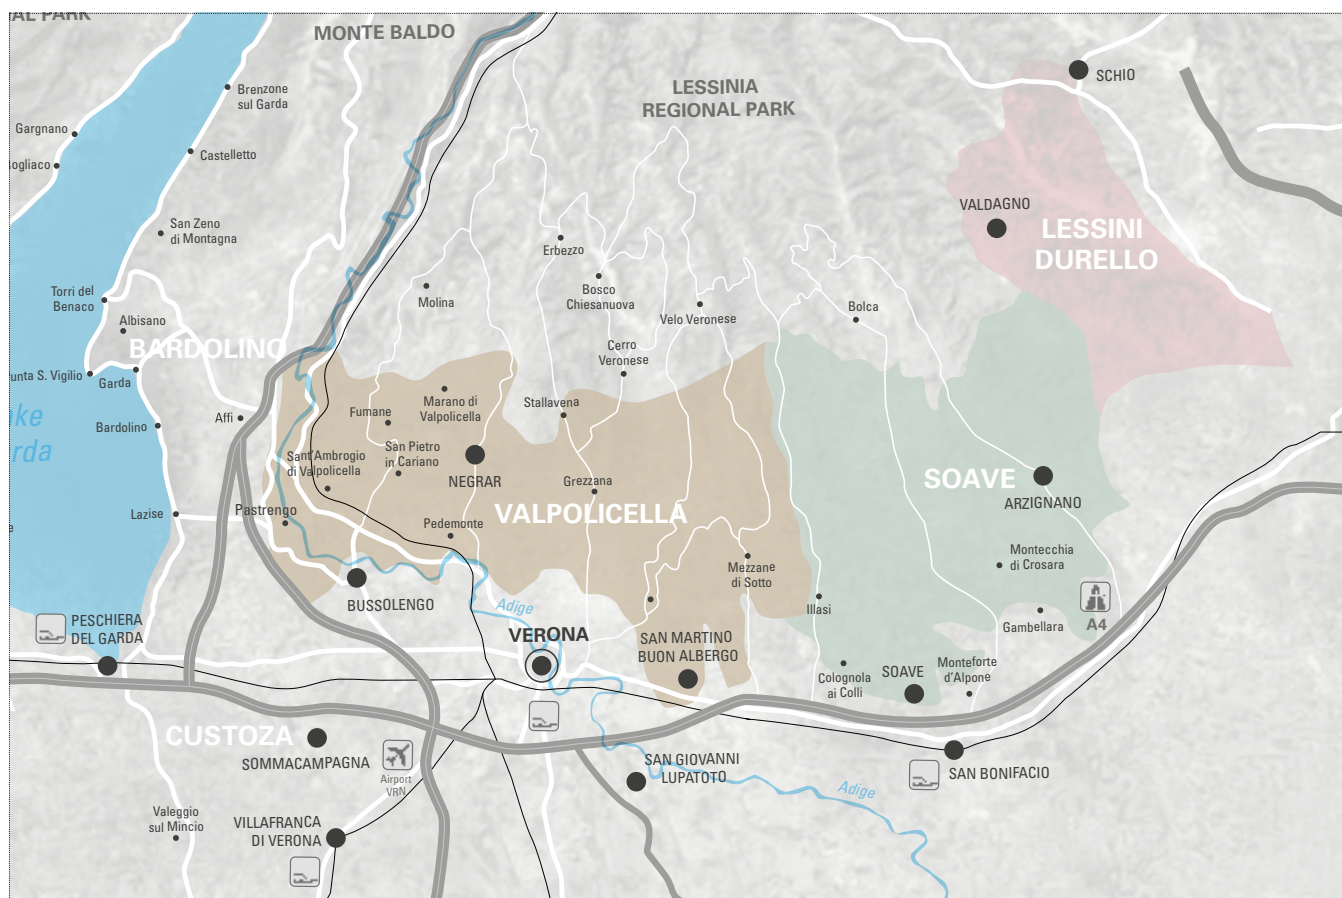 AL PARK
MONTE BALDO
LESSINIA
REGIONAL PARK
SCHIO
Brenzone
sul Garda
Gargnano
Castelletto
ogliaco
VALDAGNO
LESSINI
DURELLO
San Zeno
di Montagna
Erbezzo
Bosco
Chiesanuova
Molina
Torri del
Benaco
Albisano
Velo Veronese
Bolca
BARDOLINO
Cerro
Veronese
unta S. Vigilio
Garda
Marano di
Valpolicella
Stallavena
Fumane
Affi
Bardolino
ke
rda
San Pietro
in Cariano
Sant'Ambrogio
di Valpolicella
NEGRAR
Grezzana
SOAVE
ARZIGNANO
VALPOLICELLA
Lazise
Pastrengo
Pedemonte
e
Montecchia
di Crosara
Mezzane
di Sotto
BUSSOLENGO
Adige
Illasi
Gambellara
A4
PESCHIERA
DEL GARDA
VERONA
SAN MARTINO
BUON ALBERGO
Colognola
ai Colli
SOAVE
Monteforte
d'Alpone
CUSTOZA
SOMMACAMPAGNA
Airport
VRN
SAN GIOVANNI
LUPATOTO
SAN BONIFACIO
Adige
Valeggio
sul Mincio
VILLAFRANCA
DI VERONA